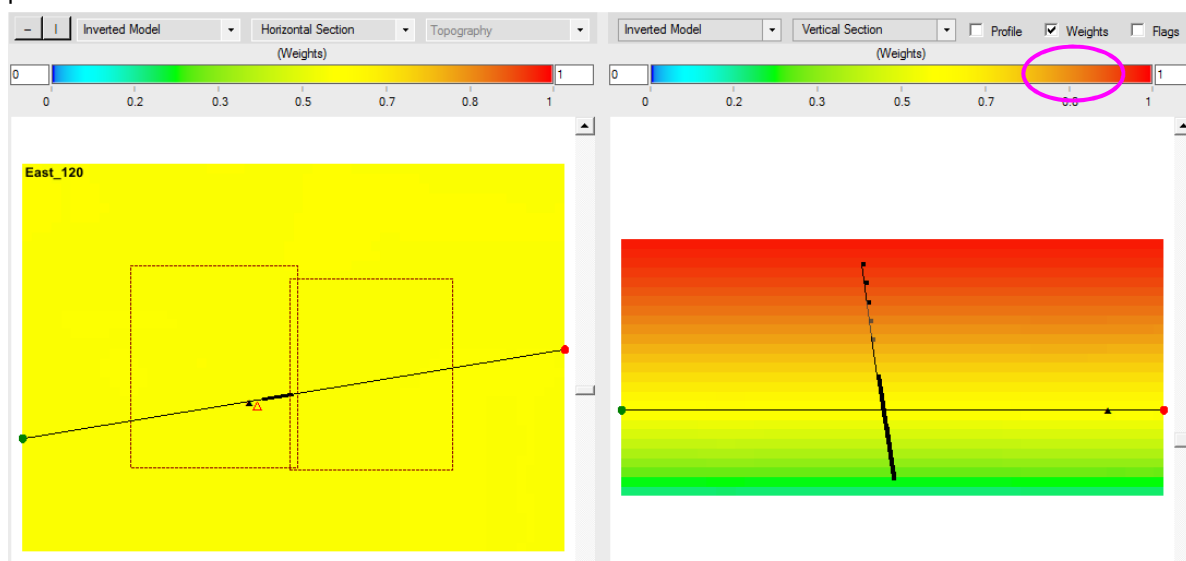 – | Inverted Model Horizontal Section Topography
(Weights)
0 1
0 0.2 0.3 0.5 0.7 0.8 1
East_120
Inverted Model Vertical Section Profile Weights Flags
(Weights)
0 1
0 0.2 0.3 0.5 0.7 0.8 1